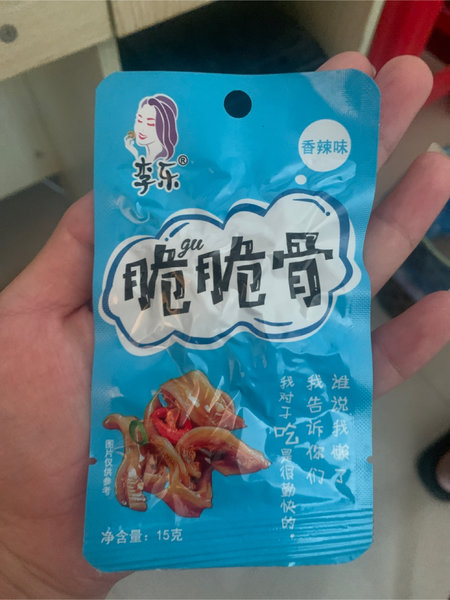 李乐®
香辣味
gu
脆脆骨
谁说我懒了
我告诉你们
我对于吃是很勤快的。
图片仅供参考
净含量：15克